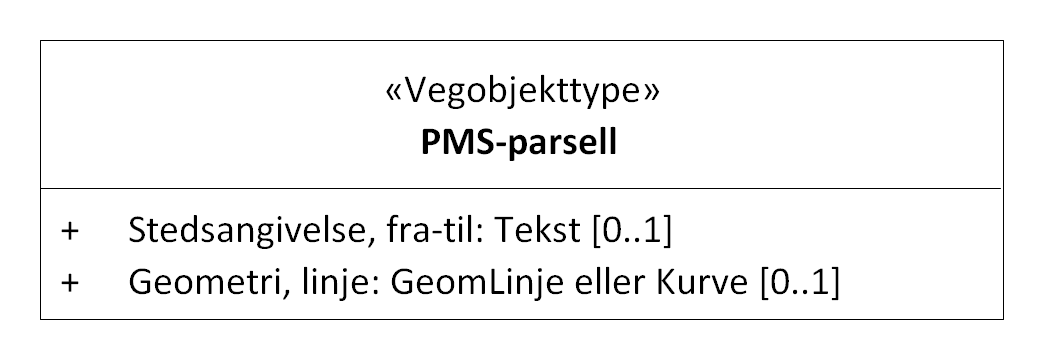 «Vegobjekttype»
PMS-parsell
+ Stedsangivelse, fra-til: Tekst [0..1]
+ Geometri, linje: GeomLinje eller Kurve [0..1]